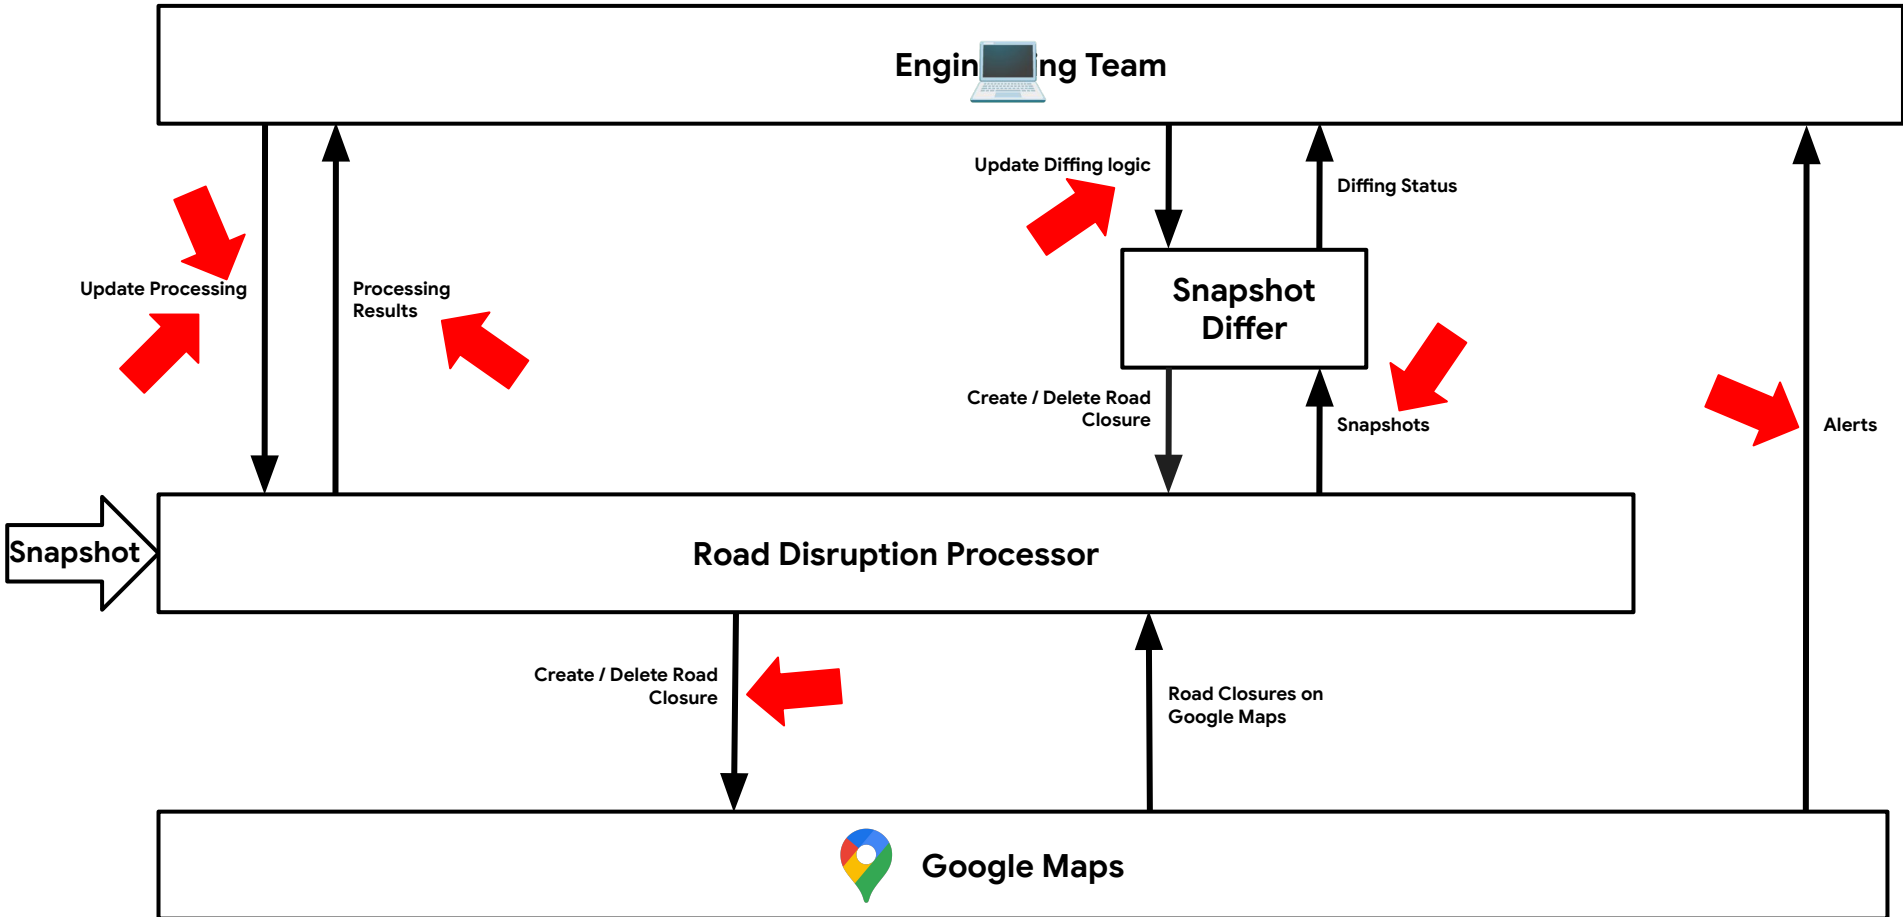 Engin ng Team
Update Diffing logic
Diffing Status
Update Processing
Processing
Results
Snapshot
Differ
Create / Delete Road
Closure
Snapshots
Alerts
Snapshot
Road Disruption Processor
Create / Delete Road
Closure
Road Closures on
Google Maps
Google Maps